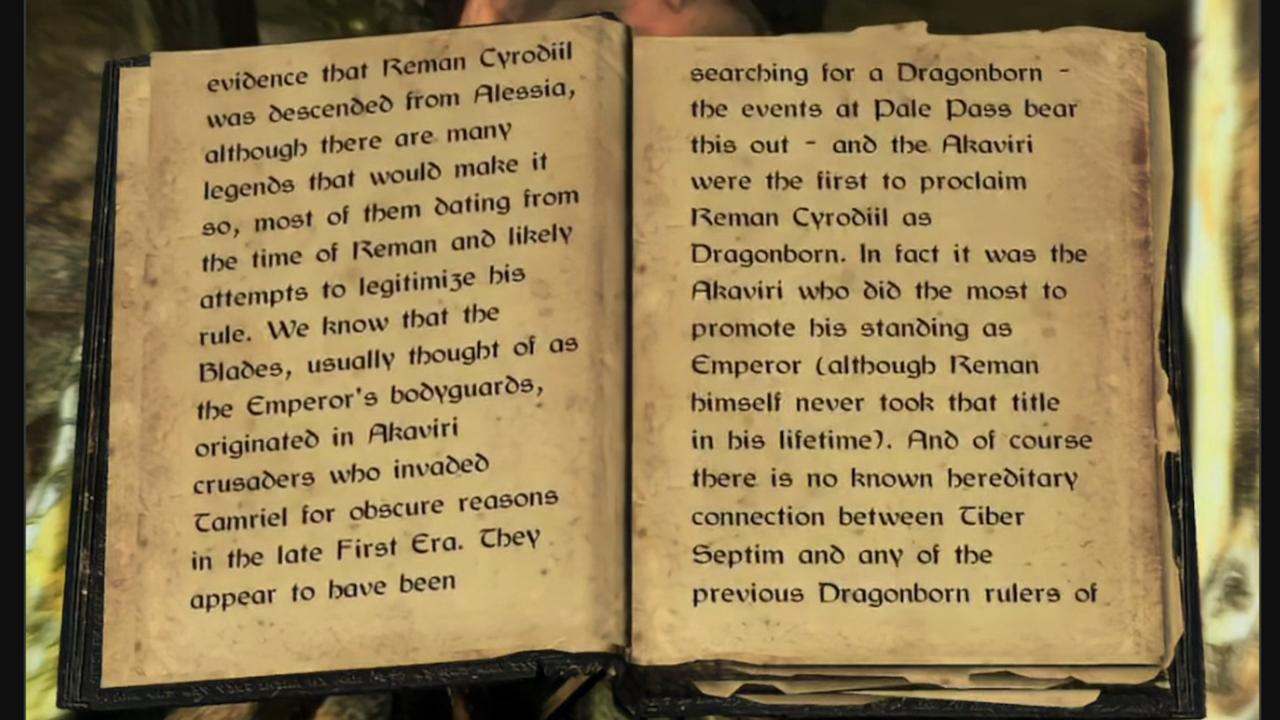 evidence that Reman Cyrodiil
was descended from Alessia,
although there are many
legends that would make it
so, most of them dating from
the time of Reman and likely
attempts to legitimize his
rule. We know that the
Blades, usually thought of as
the Emperor's bodyguards,
originated in Akaviri
crusaders who invaded
Tamriel for obscure reasons
in the late First Era. They
appear to have been
searching for a Dragonborn -
the events at Pale Pass bear
this out - and the Akaviri
were the first to proclaim
Reman Cyrodiil as
Dragonborn. In fact it was the
Akaviri who did the most to
promote his standing as
Emperor (although Reman
himself never took that title
in his lifetime). And of course
there is no known hereditary
connection between Tiber
Septim and any of the
previous Dragonborn rulers of